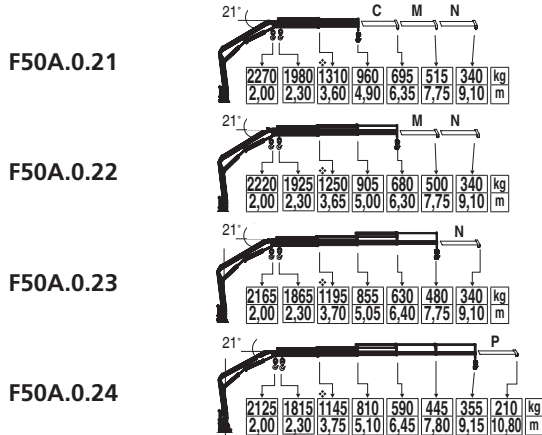 21° C M N
F50A.0.21
2270 1980 1310 960 695 515 340 kg
2,00 2,30 3,60 4,90 6,35 7,75 9,10 m
21° M N
F50A.0.22
2220 1925 1250 905 680 500 340 kg
2,00 2,30 3,65 5,00 6,30 7,75 9,10 m
21° N
F50A.0.23
2165 1865 1195 855 630 480 340 kg
2,00 2,30 3,70 5,05 6,40 7,75 9,10 m
21° P
F50A.0.24
2125 1815 1145 810 590 445 355 210 kg
2,00 2,30 3,75 5,10 6,45 7,80 9,15 10,80 m